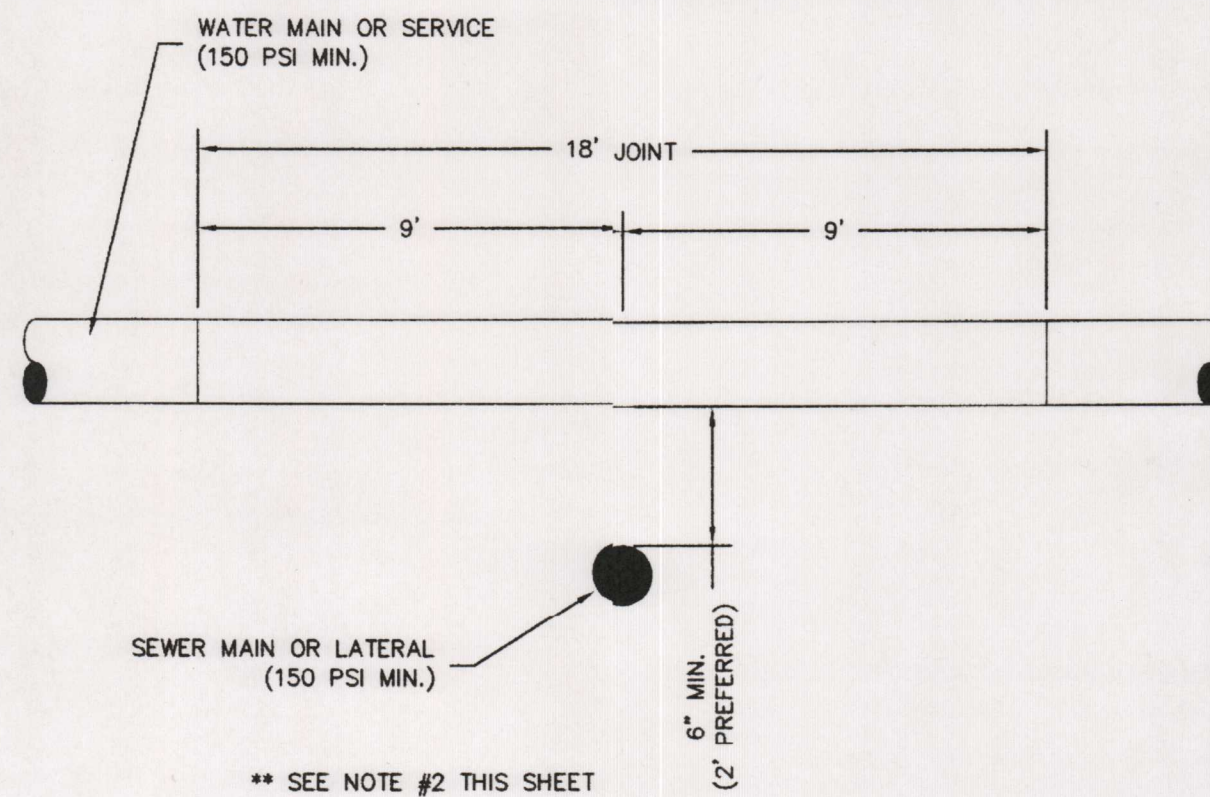 WATER MAIN OR SERVICE
(150 PSI MIN.)
18' JOINT
9'
9'
SEWER MAIN OR LATERAL
(150 PSI MIN.)
6" MIN.
(2' PREFERRED)
** SEE NOTE #2 THIS SHEET